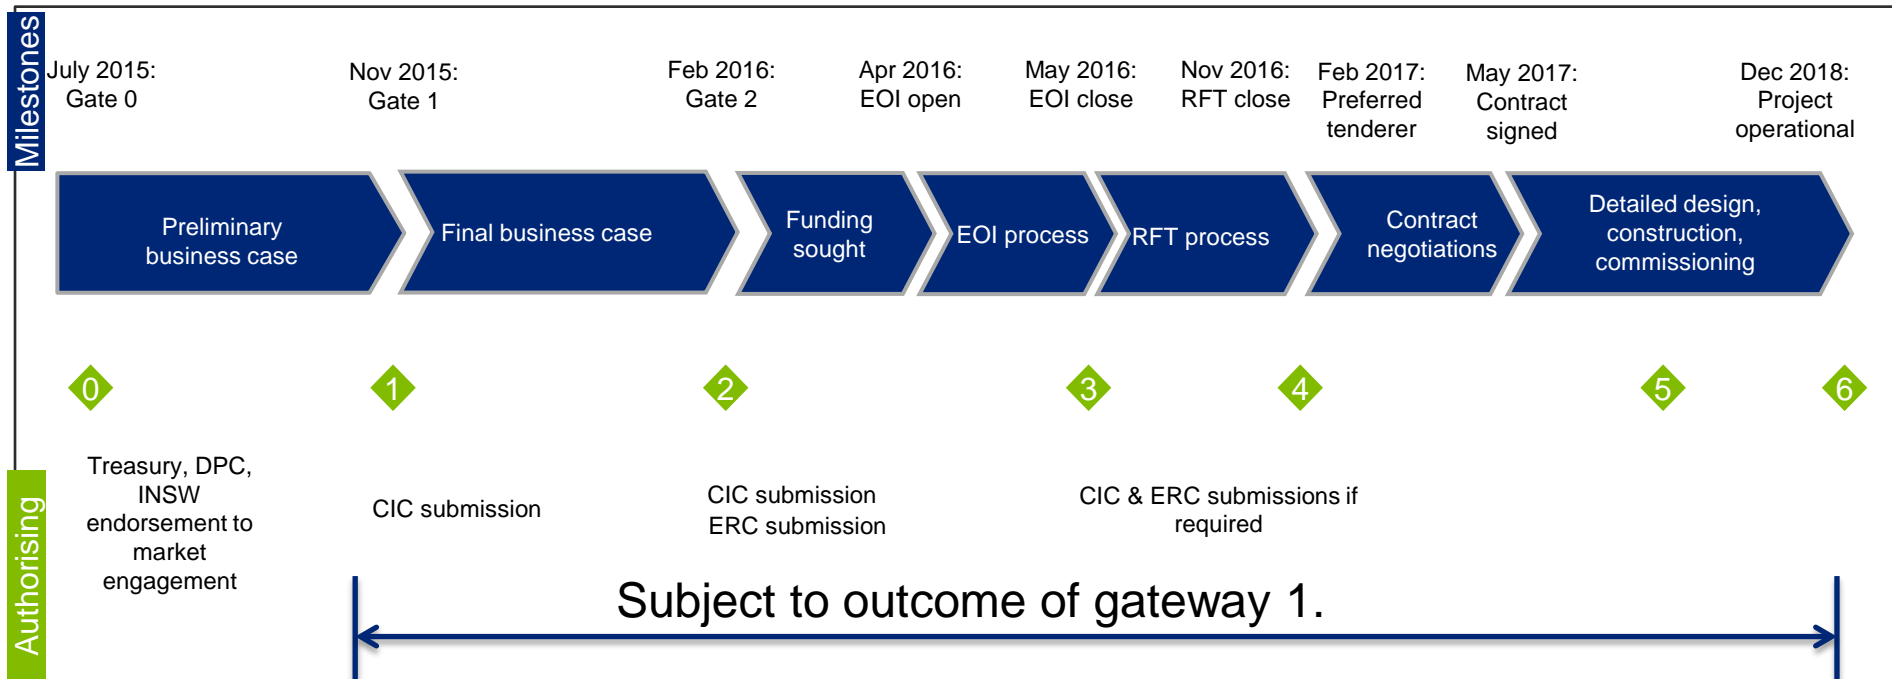 Milestones
July 2015:
Gate 0
Nov 2015:
Gate 1
Feb 2016:
Gate 2
Apr 2016:
EOI open
May 2016:
EOI close
Nov 2016:
RFT close
Feb 2017:
Preferred
tenderer
May 2017:
Contract
signed
Dec 2018:
Project
operational
Preliminary
business case
Final business case
Funding
sought
EOI process
RFT process
Contract
negotiations
Detailed design,
construction,
commissioning
0
1
2
3
4
5
6
Authorising
Treasury, DPC,
INSW
endorsement to
market
engagement
CIC submission
CIC submission
ERC submission
CIC & ERC submissions if
required
Subject to outcome of gateway 1.